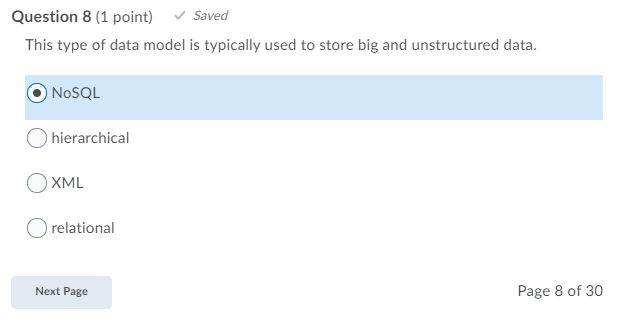 Question 8 (1 point) ✓ Saved
This type of data model is typically used to store big and unstructured data.
NoSQL
hierarchical
XML
relational
Next Page Page 8 of 30